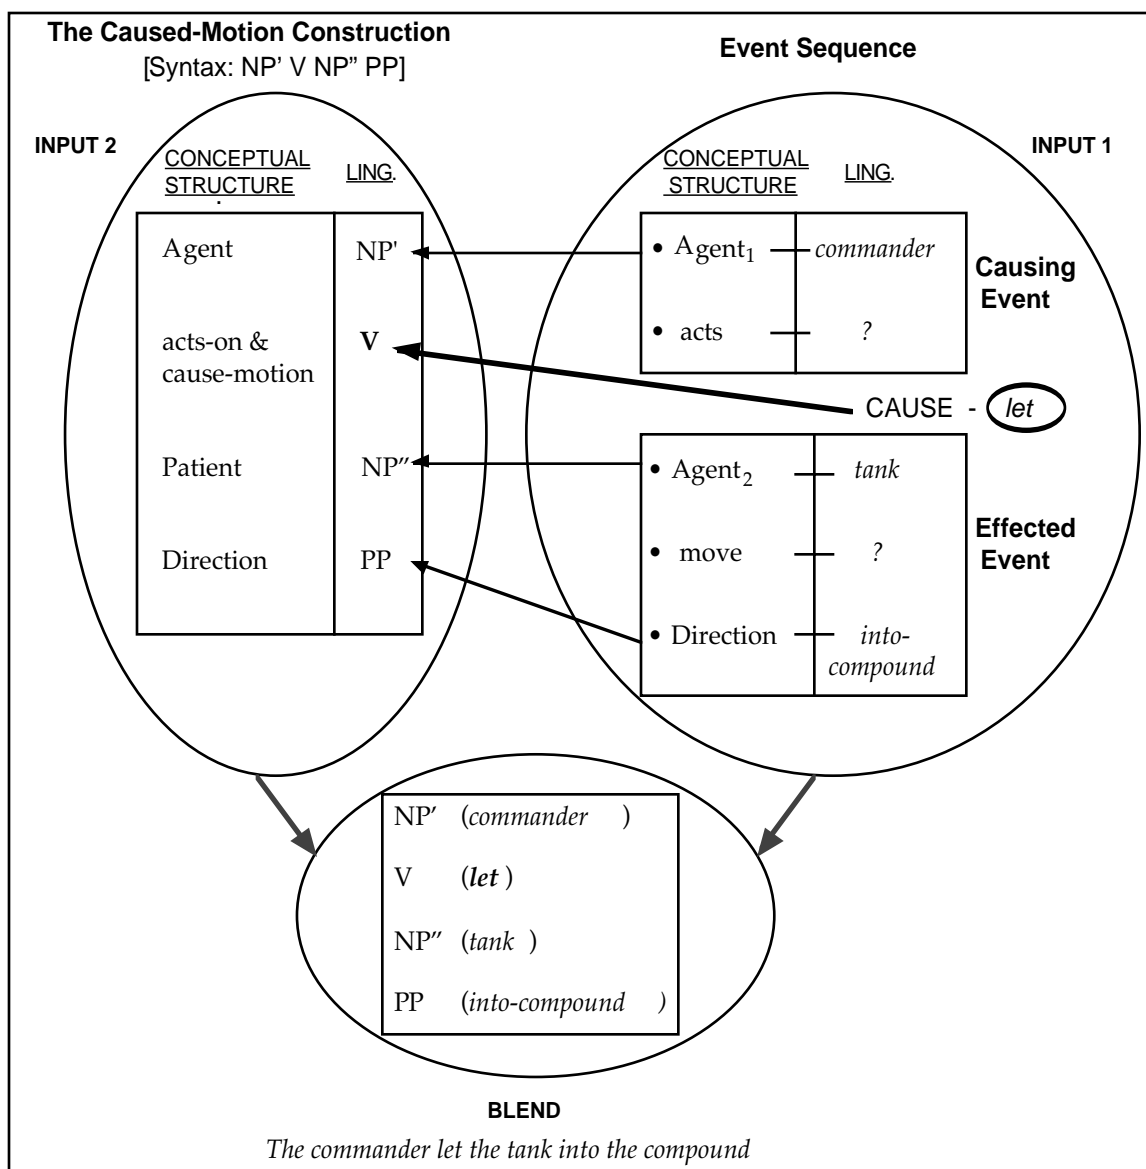 The Caused-Motion Construction
[Syntax: NP' V NP" PP]
Event Sequence
INPUT 2
INPUT 1
CONCEPTUAL
STRUCTURE
LING.
Agent
NP'
acts-on &
cause-motion
V
Patient
NP"
Direction
PP
CONCEPTUAL
STRUCTURE
LING.
• Agent1
commander
• acts
?
Causing
Event
CAUSE - let
• Agent2
tank
• move
?
• Direction
into-
compound
Effected
Event
NP' (commander )
V (let )
NP" (tank )
PP (into-compound )
BLEND
The commander let the tank into the compound